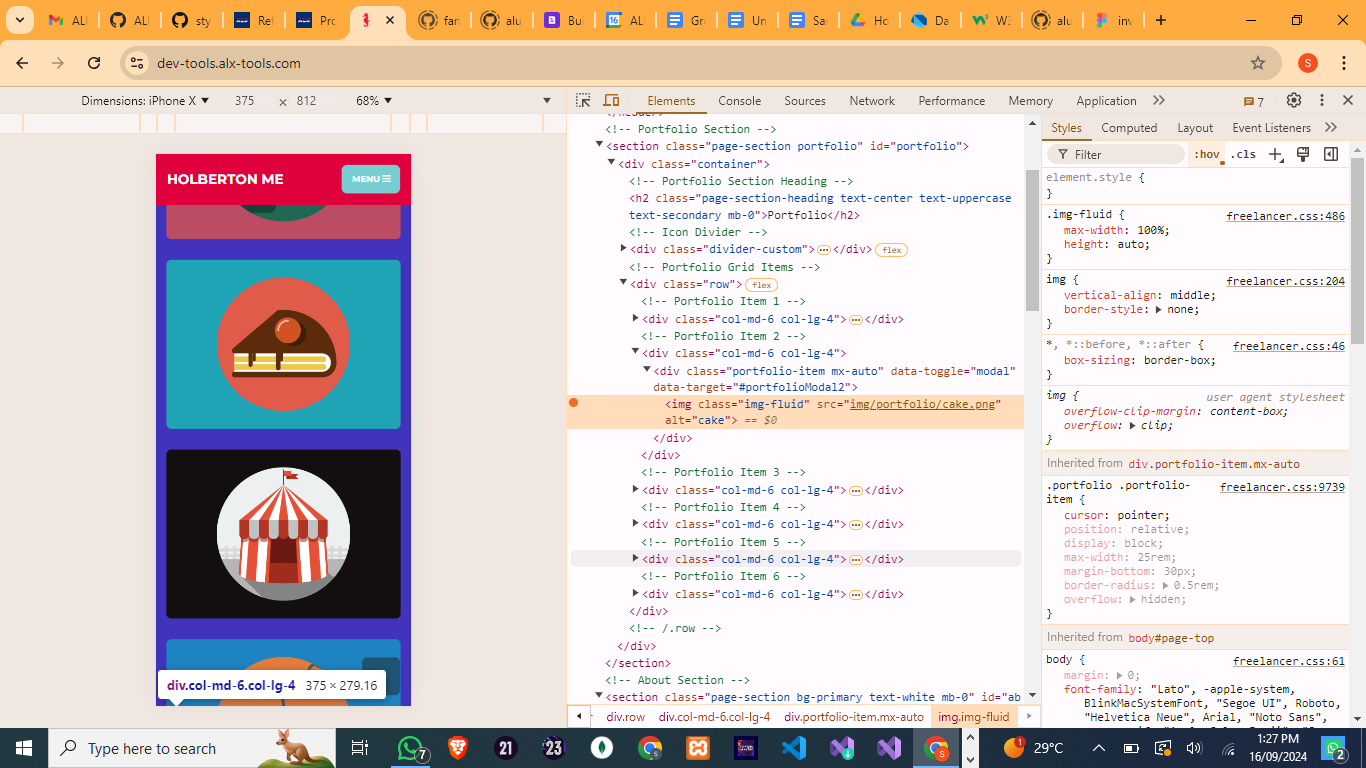 ALI
ALI
sty
Ref
Pro
far
alu
Bui
ALI
Gro
Un
Sar
Ho
Da
W3
alu
inv
dev-tools.alx-tools.com
S
Dimensions: iPhone X 375 × 812 68%
Elements Console Sources Network Performance Memory Application 7
HOLBERTON ME
MENU
div.col-md-6.col-lg-4 375 × 279.16
</header>
<!-- Portfolio Section -->
<section class="page-section portfolio" id="portfolio">
<div class="container">
<!-- Portfolio Section Heading -->
<h2 class="page-section-heading text-center text-uppercase
text-secondary mb-0">Portfolio</h2>
<!-- Icon Divider -->
<div class="divider-custom">…</div> flex
<!-- Portfolio Grid Items -->
<div class="row"> flex
<!-- Portfolio Item 1 -->
<div class="col-md-6 col-lg-4">…</div>
<!-- Portfolio Item 2 -->
<div class="col-md-6 col-lg-4">
<div class="portfolio-item mx-auto" data-toggle="modal"
data-target="#portfolioModal2">
<img class="img-fluid" src="img/portfolio/cake.png"
alt="cake"> == $0
</div>
</div>
<!-- Portfolio Item 3 -->
<div class="col-md-6 col-lg-4">…</div>
<!-- Portfolio Item 4 -->
<div class="col-md-6 col-lg-4">…</div>
<!-- Portfolio Item 5 -->
<div class="col-md-6 col-lg-4">…</div>
<!-- Portfolio Item 6 -->
<div class="col-md-6 col-lg-4">…</div>
</div>
<!-- /.row -->
</div>
</section>
<!-- About Section -->
<section class="page-section bg-primary text-white mb-0" id="ab
div.row div.col-md-6.col-lg-4 div.portfolio-item.mx-auto img.img-fluid
Styles Computed Layout Event Listeners
Filter :hov .cls
element.style {
}
.img-fluid { freelancer.css:486
max-width: 100%;
height: auto;
}
img { freelancer.css:204
vertical-align: middle;
border-style: none;
}
*, *::before, *::after { freelancer.css:46
box-sizing: border-box;
}
img { user agent stylesheet
overflow-clip-margin: content-box;
overflow: clip;
}
Inherited from div.portfolio-item.mx-auto
.portfolio .portfolio- freelancer.css:9739
item {
cursor: pointer;
position: relative;
display: block;
max-width: 25rem;
margin-bottom: 30px;
border-radius: 0.5rem;
overflow: hidden;
}
Inherited from body#page-top
body { freelancer.css:61
margin: 0;
font-family: "Lato", -apple-system,
BlinkMacSystemFont, "Segoe UI", Roboto,
"Helvetica Neue", Arial, "Noto Sans",
Type here to search
7
21
23
S
1
29°C
1:27 PM
16/09/2024
2